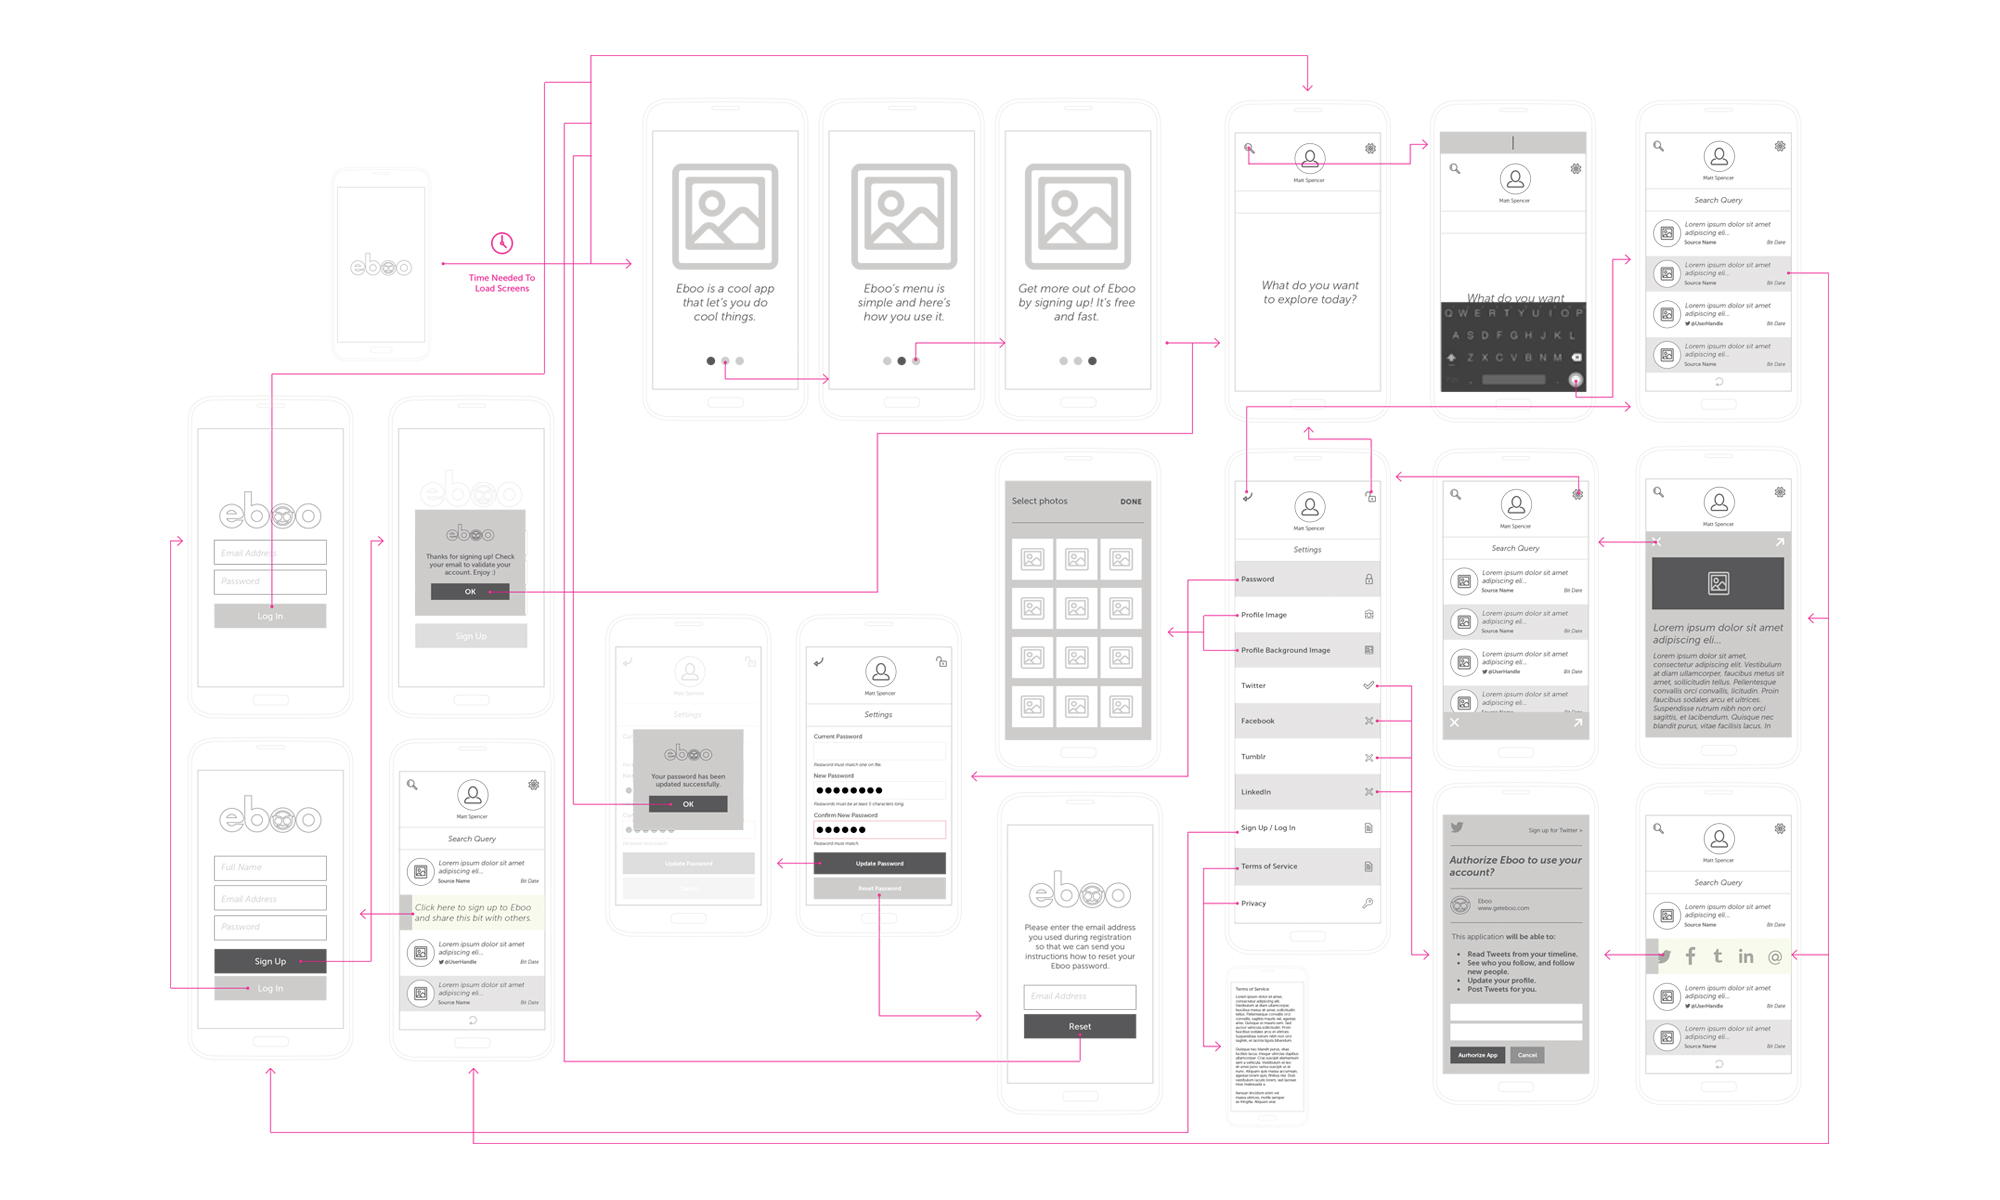 eboo
Time Needed To
Load Screens
Eboo is a cool app
that let's you do
cool things.
Eboo's menu is
simple and here's
how you use it.
Get more out of Eboo
by signing up! It's free
and fast.
Matt Spencer
What do you want
to explore today?
Matt Spencer
What do you want
Q W E R T Y U I O P
A S D F G H J K L
Z X C V B N M
Matt Spencer
Search Query
Lorem ipsum dolor sit amet
adipiscing eli...
Source Name Bit Date
Lorem ipsum dolor sit amet
adipiscing eli...
Source Name Bit Date
Lorem ipsum dolor sit amet
adipiscing eli...
@UserHandle Bit Date
Lorem ipsum dolor sit amet
adipiscing eli...
Source Name Bit Date
eboo
Email Address
Password
Log In
eboo
eboo
Thanks for signing up! Check
your email to validate your
account. Enjoy :)
OK
Sign Up
Select photos DONE
Matt Spencer
Settings
Password
Profile Image
Profile Background Image
Twitter
Facebook
Tumblr
LinkedIn
Sign Up / Log In
Terms of Service
Privacy
Matt Spencer
Search Query
Lorem ipsum dolor sit amet
adipiscing eli...
Source Name Bit Date
Lorem ipsum dolor sit amet
adipiscing eli...
Source Name Bit Date
Lorem ipsum dolor sit amet
adipiscing eli...
@UserHandle Bit Date
Lorem ipsum dolor sit amet
adipiscing eli...
Matt Spencer
Lorem ipsum dolor sit amet
adipiscing eli...
Lorem ipsum dolor sit amet,
consectetur adipiscing elit. Vestibulum
at diam ullamcorper, faucibus metus sit
amet, sollicitudin tellus. Pellentesque
convallis orci convallis, licitudin. Proin
faucibus sodales arcu et ultrices.
Suspendisse rutrum nibh non orci
sagittis, et lacibendum. Quisque nec
blandit purus, vitae facilisis lacus. In
Matt Spencer
Settings
eboo
Your password has been
updated successfully.
OK
Update Password
Matt Spencer
Settings
Current Password
Password must match one on file.
New Password
Passwords must be at least 5 characters long.
Confirm New Password
Password must match
Update Password
Reset Password
eboo
Full Name
Email Address
Password
Sign Up
Log In
Matt Spencer
Search Query
Lorem ipsum dolor sit amet
adipiscing eli...
Source Name Bit Date
Click here to sign up to Eboo
and share this bit with others.
Lorem ipsum dolor sit amet
adipiscing eli...
@UserHandle Bit Date
Lorem ipsum dolor sit amet
adipiscing eli...
Source Name Bit Date
eboo
Please enter the email address
you used during registration
so that we can send you
instructions how to reset your
Eboo password.
Email Address
Reset
Terms of Service
Sign up for Twitter >
Authorize Eboo to use your
account?
Eboo
www.geteboo.com
This application will be able to:
• Read Tweets from your timeline.
• See who you follow, and follow
new people.
• Update your profile.
• Post Tweets for you.
Aurhorize App Cancel
Matt Spencer
Search Query
Lorem ipsum dolor sit amet
adipiscing eli...
Source Name Bit Date
f t in @
Lorem ipsum dolor sit amet
adipiscing eli...
@UserHandle Bit Date
Lorem ipsum dolor sit amet
adipiscing eli...
Source Name Bit Date